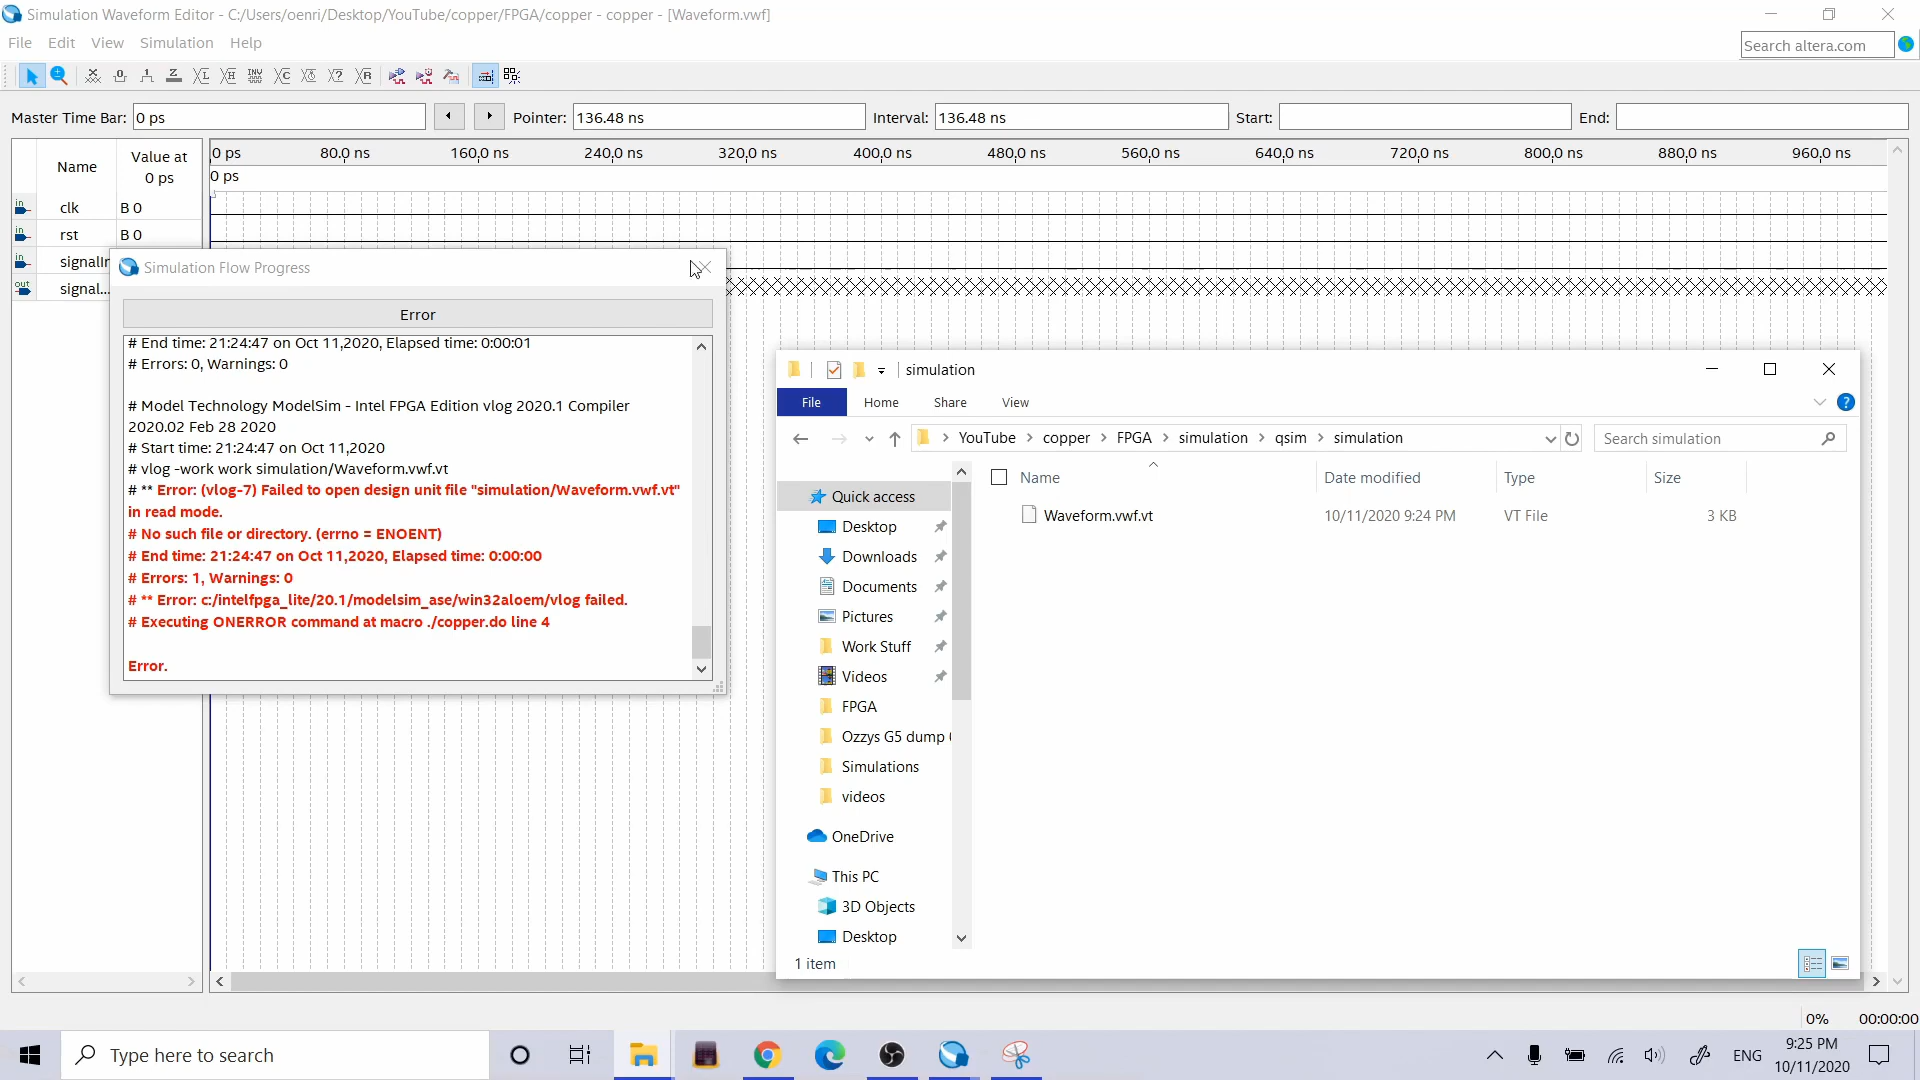 Simulation Waveform Editor - C:/Users/oenri/Desktop/YouTube/copper/FPGA/copper - copper - [Waveform.vwf]
File Edit View Simulation Help
Search altera.com
Master Time Bar: 0 ps Pointer: 136.48 ns Interval: 136.48 ns Start: End:
Name
Value at
0 ps
0 ps 80.0 ns 160.0 ns 240.0 ns 320.0 ns 400.0 ns 480.0 ns 560.0 ns 640.0 ns 720.0 ns 800.0 ns 880.0 ns 960.0 ns
0 ps
in clk B 0
in rst B 0
in signalIn
out signal...
Simulation Flow Progress
Error
# End time: 21:24:47 on Oct 11,2020, Elapsed time: 0:00:01
# Errors: 0, Warnings: 0
# Model Technology ModelSim - Intel FPGA Edition vlog 2020.1 Compiler
2020.02 Feb 28 2020
# Start time: 21:24:47 on Oct 11,2020
# vlog -work work simulation/Waveform.vwf.vt
# ** Error: (vlog-7) Failed to open design unit file "simulation/Waveform.vwf.vt"
in read mode.
# No such file or directory. (errno = ENOENT)
# End time: 21:24:47 on Oct 11,2020, Elapsed time: 0:00:00
# Errors: 1, Warnings: 0
# ** Error: c:/intelfpga_lite/20.1/modelsim_ase/win32aloem/vlog failed.
# Executing ONERROR command at macro ./copper.do line 4
Error.
simulation
File Home Share View
YouTube > copper > FPGA > simulation > qsim > simulation
Search simulation
Name Date modified Type Size
Waveform.vwf.vt 10/11/2020 9:24 PM VT File 3 KB
Quick access
Desktop
Downloads
Documents
Pictures
Work Stuff
Videos
FPGA
Ozzys G5 dump
Simulations
videos
OneDrive
This PC
3D Objects
Desktop
1 item
0% 00:00:00
Type here to search
ENG
9:25 PM
10/11/2020